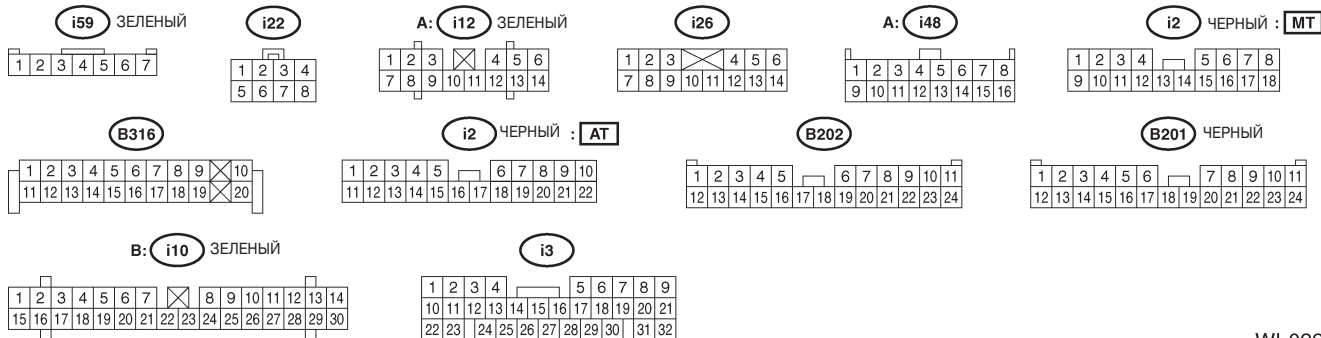 i59 ЗЕЛЕНЫЙ
1 2 3 4 5 6 7
i22
1 2 3 4
5 6 7 8
A: i12 ЗЕЛЕНЫЙ
1 2 3 4 5 6
7 8 9 10 11 12 13 14
i26
1 2 3 4 5 6
7 8 9 10 11 12 13 14
A: i48
1 2 3 4 5 6 7 8
9 10 11 12 13 14 15 16
i2 ЧЕРНЫЙ : MT
1 2 3 4 5 6 7 8
9 10 11 12 13 14 15 16 17 18
B316
1 2 3 4 5 6 7 8 9 10
11 12 13 14 15 16 17 18 19 20
i2 ЧЕРНЫЙ : AT
1 2 3 4 5 6 7 8 9 10
11 12 13 14 15 16 17 18 19 20 21 22
B202
1 2 3 4 5 6 7 8 9 10 11
12 13 14 15 16 17 18 19 20 21 22 23 24
B201 ЧЕРНЫЙ
1 2 3 4 5 6 7 8 9 10 11
12 13 14 15 16 17 18 19 20 21 22 23 24
B: i10 ЗЕЛЕНЫЙ
1 2 3 4 5 6 7 8 9 10 11 12 13 14
15 16 17 18 19 20 21 22 23 24 25 26 27 28 29 30
i3
1 2 3 4 5 6 7 8 9
10 11 12 13 14 15 16 17 18 19 20 21
22 23 24 25 26 27 28 29 30 31 32